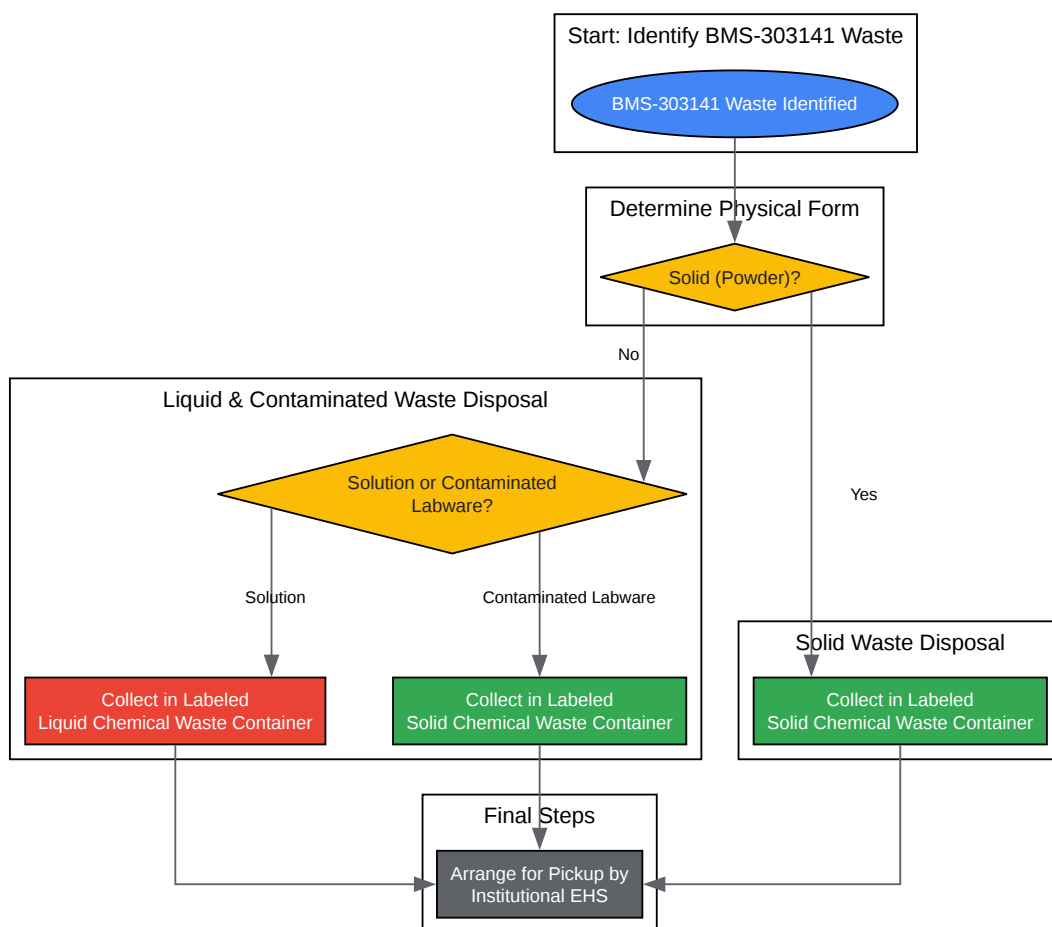 Start: Identify BMS-303141 Waste
BMS-303141 Waste Identified
Determine Physical Form
Solid (Powder)?
No
Yes
Liquid & Contaminated Waste Disposal
Solution or Contaminated
Labware?
Solution
Contaminated Labware
Collect in Labeled
Liquid Chemical Waste Container
Collect in Labeled
Solid Chemical Waste Container
Solid Waste Disposal
Collect in Labeled
Solid Chemical Waste Container
Final Steps
Arrange for Pickup by
Institutional EHS